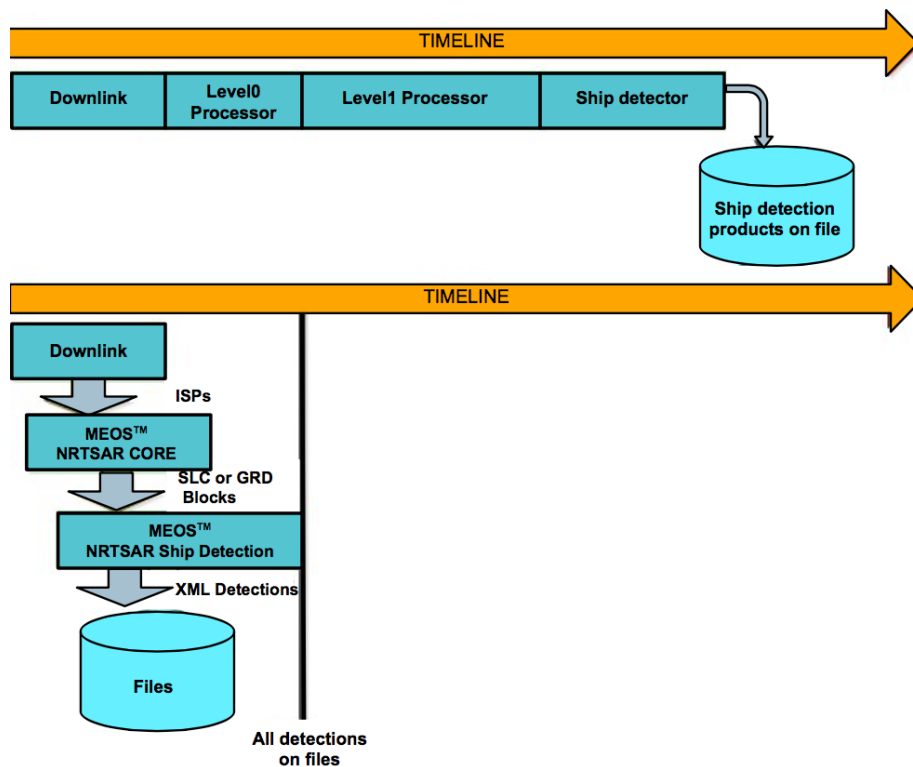 TIMELINE
Downlink
Level0
Processor
Level1 Processor
Ship detector
Ship detection
products on file
TIMELINE
Downlink
ISPs
MEOS™
NRTSAR CORE
SLC or GRD
Blocks
MEOS™
NRTSAR Ship Detection
XML Detections
Files
All detections
on files